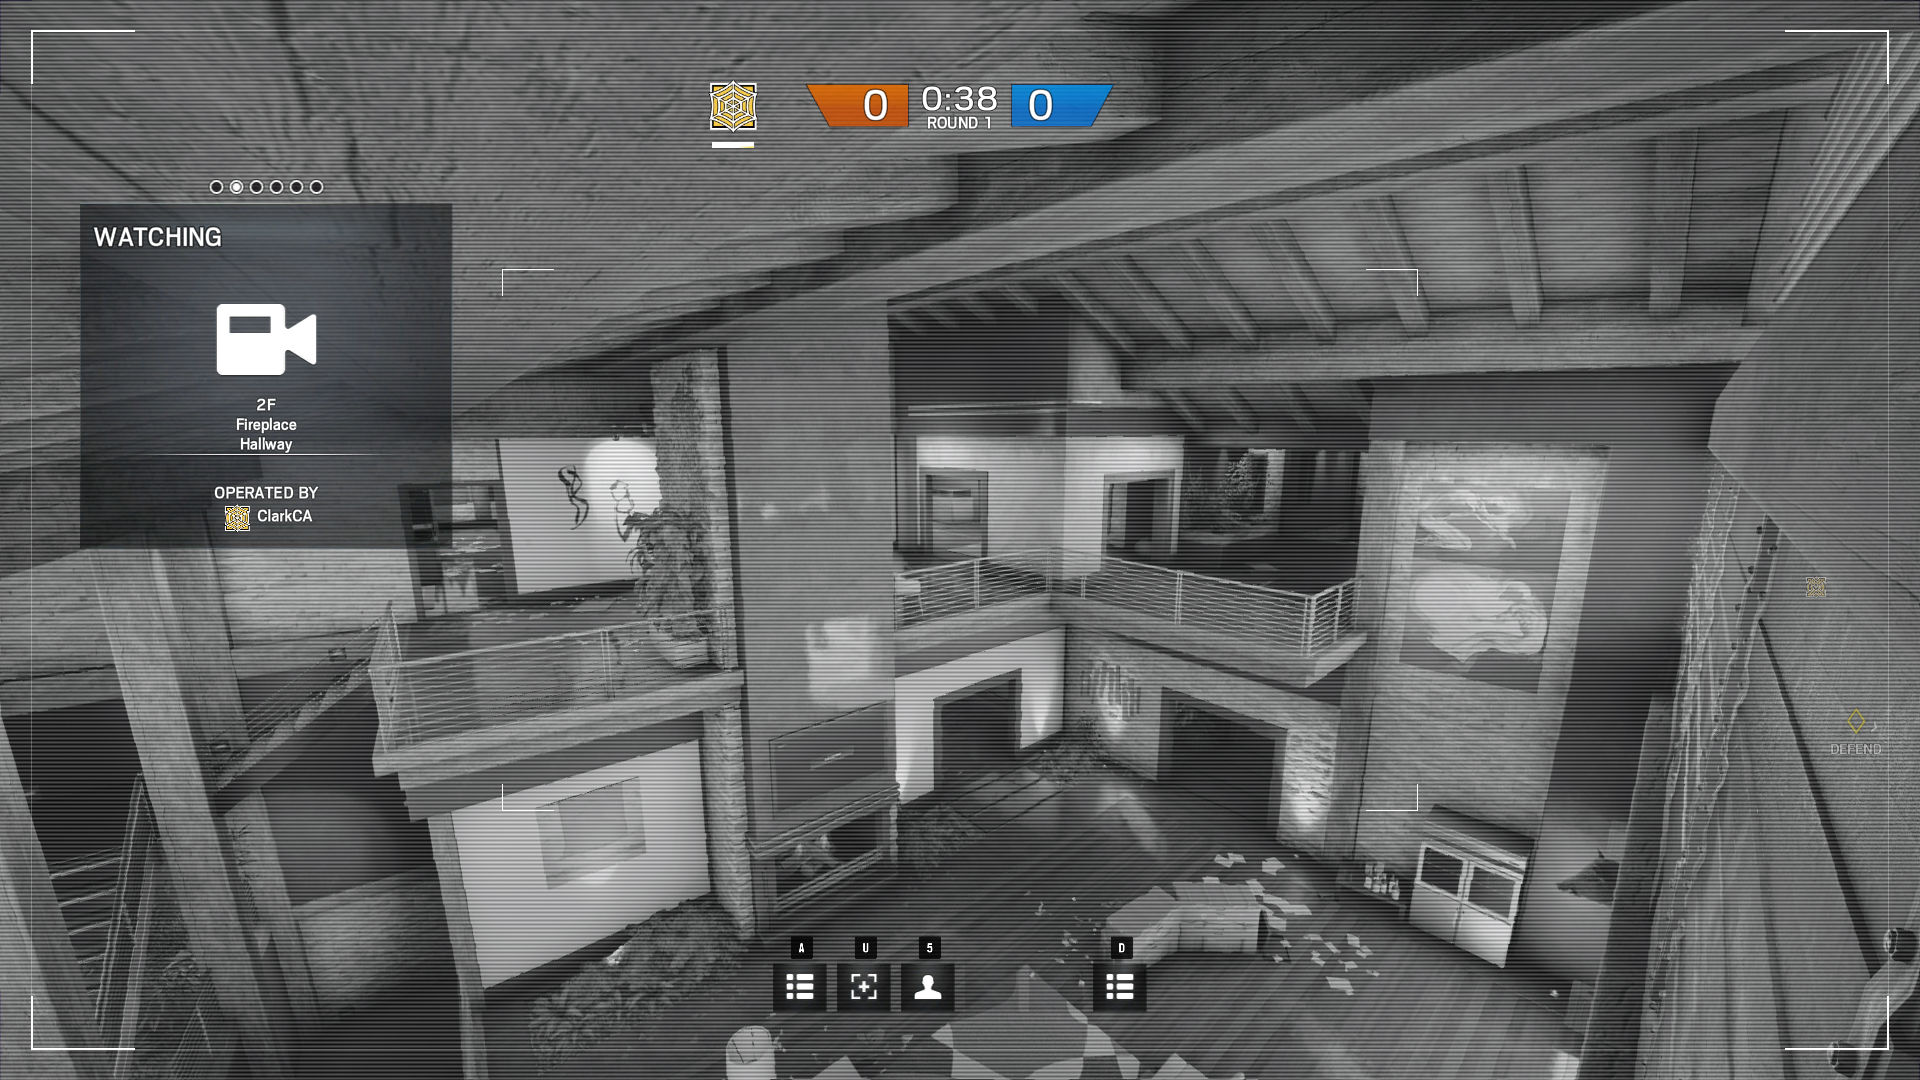 0 0:38 0
ROUND 1
WATCHING
2F
Fireplace
Hallway
OPERATED BY
ClarkCA
DEFEND
A U 5 D